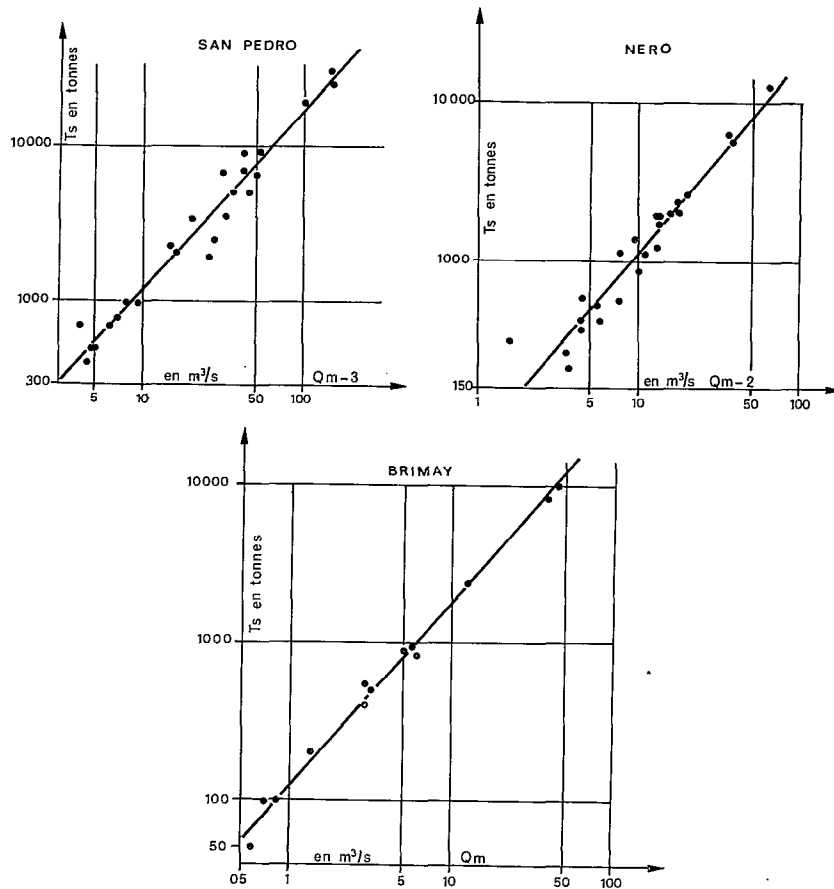 SAN PEDRO
Ts en tonnes
10000
1000
300
en m³/s Qm-3
5 10 50 100
NERO
Ts en tonnes
10 000
1000
150
en m³/s Qm-2
1 5 10 50 100
BRIMAY
Ts en tonnes
10000
1000
100
50
en m³/s Qm
05 1 5 10 50 100